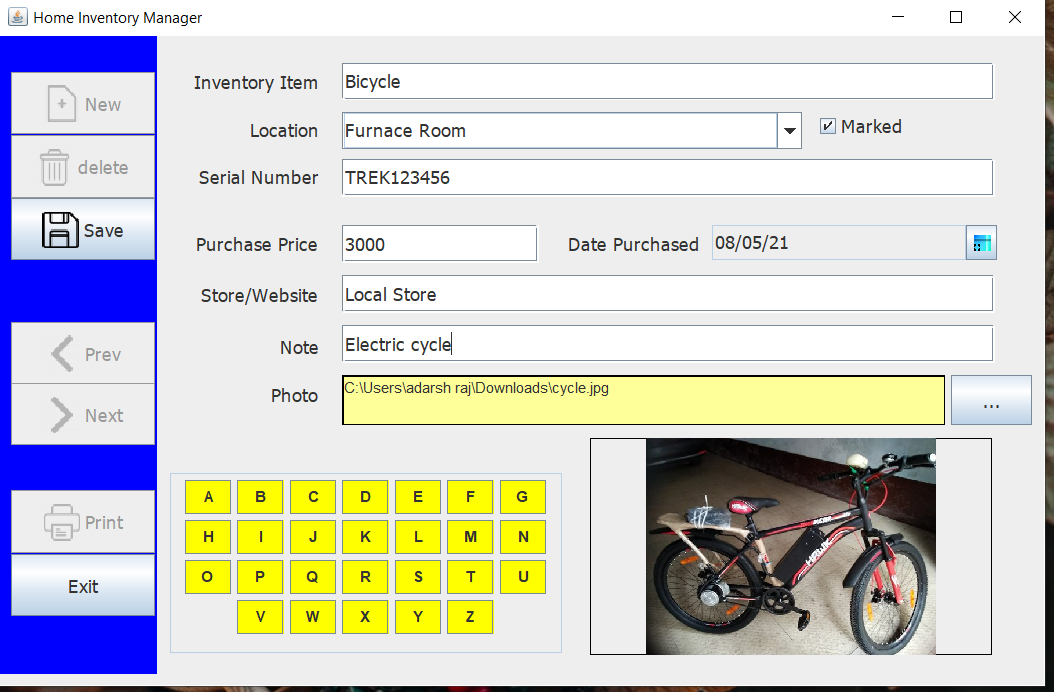 Home Inventory Manager
New
delete
Save
Prev
Next
Print
Exit
Inventory Item Bicycle
Location Furnace Room Marked
Serial Number TREK123456
Purchase Price 3000 Date Purchased 08/05/21
Store/Website Local Store
Note Electric cycle
Photo C:\Users\adarsh raj\Downloads\cycle.jpg ...
A B C D E F G
H I J K L M N
O P Q R S T U
V W X Y Z
HAWK